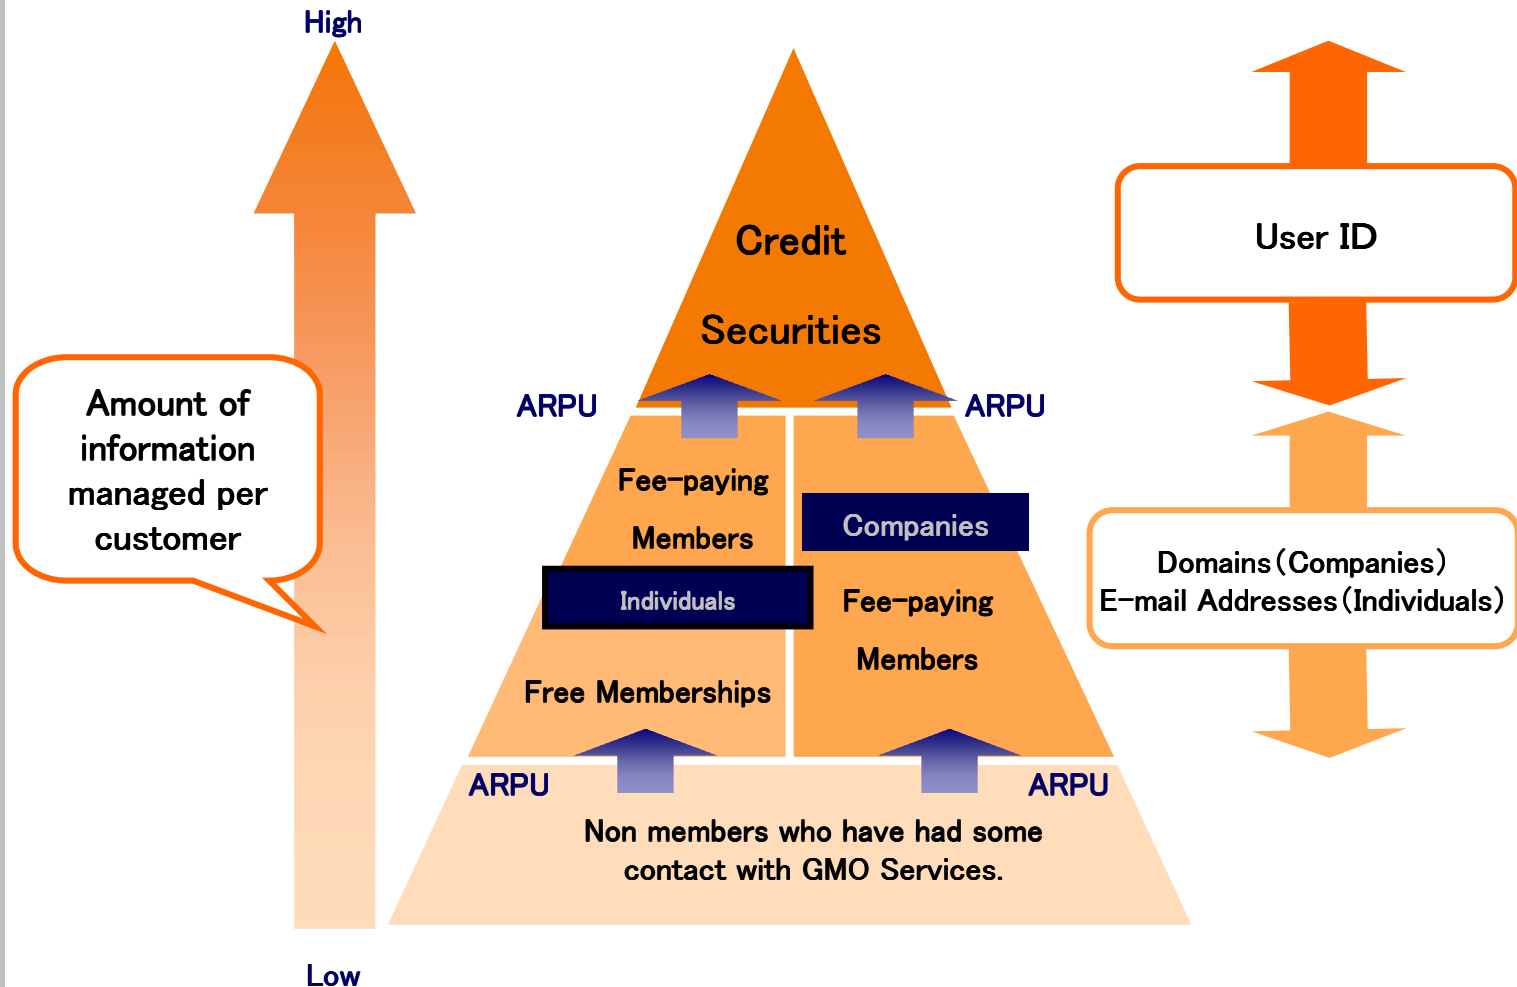 High
Credit
Securities
User ID
Amount of
information
managed per
customer
ARPU
ARPU
Fee-paying
Members
Individuals
Free Memberships
Companies
Fee-paying
Members
Domains(Companies)
E-mail Addresses(Individuals)
ARPU
ARPU
Non members who have had some
contact with GMO Services.
Low